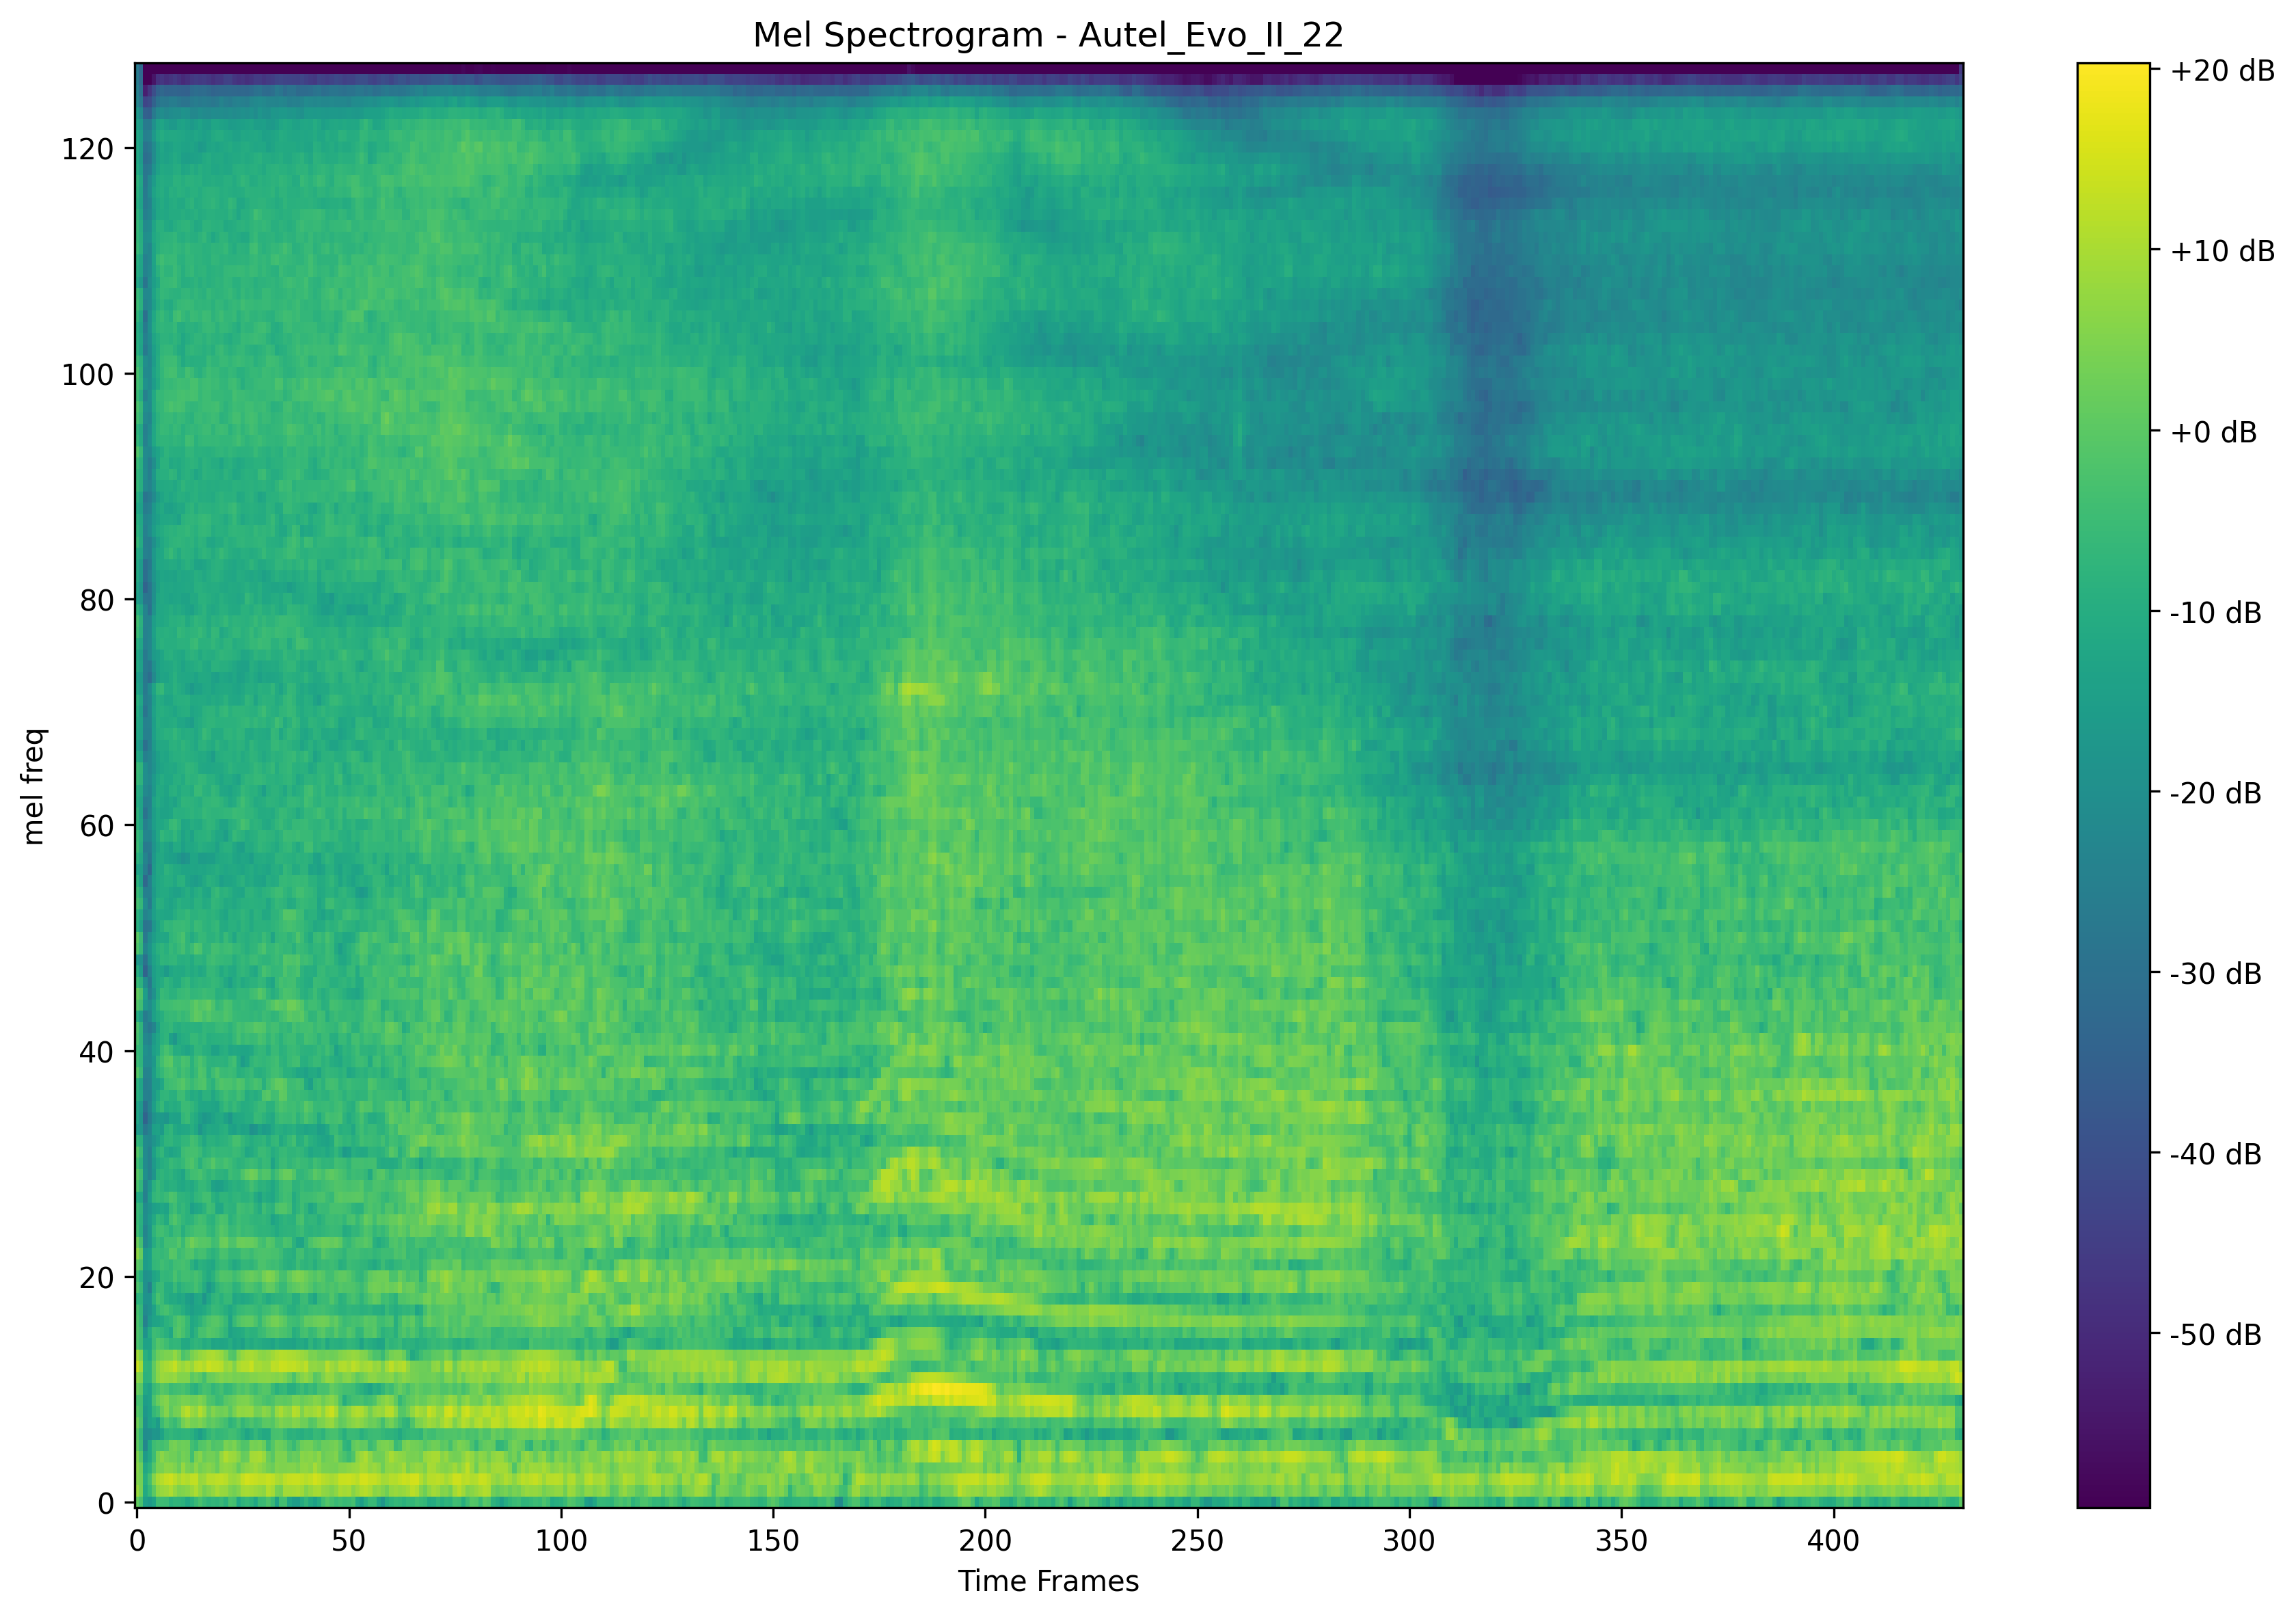 Mel Spectrogram - Autel_Evo_II_22
mel freq
120
100
80
60
40
20
0
0 50 100 150 200 250 300 350 400
Time Frames
+20 dB
+10 dB
+0 dB
-10 dB
-20 dB
-30 dB
-40 dB
-50 dB